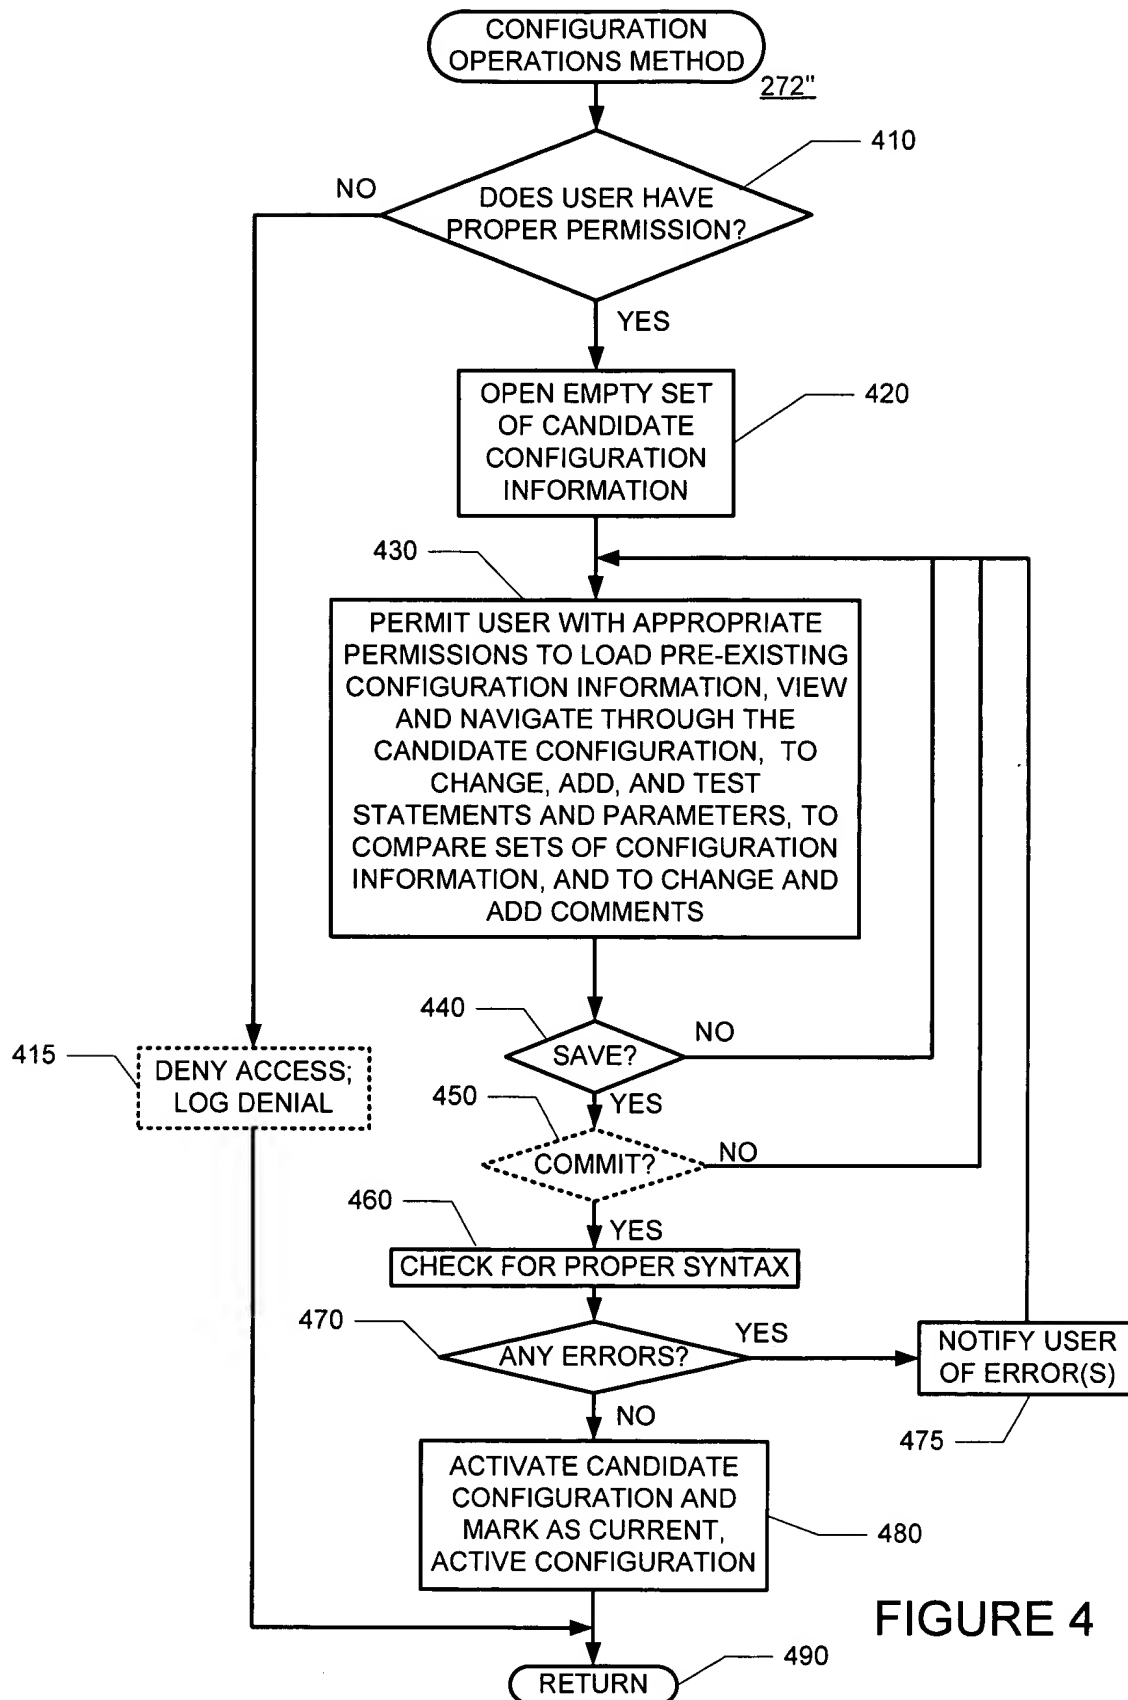 CONFIGURATION
OPERATIONS METHOD
272"
410
NO
DOES USER HAVE
PROPER PERMISSION?
YES
OPEN EMPTY SET
OF CANDIDATE
CONFIGURATION
INFORMATION
420
430
PERMIT USER WITH APPROPRIATE
PERMISSIONS TO LOAD PRE-EXISTING
CONFIGURATION INFORMATION, VIEW
AND NAVIGATE THROUGH THE
CANDIDATE CONFIGURATION, TO
CHANGE, ADD, AND TEST
STATEMENTS AND PARAMETERS, TO
COMPARE SETS OF CONFIGURATION
INFORMATION, AND TO CHANGE AND
ADD COMMENTS
440
SAVE?
NO
415
DENY ACCESS;
LOG DENIAL
YES
450
COMMIT?
NO
460
YES
CHECK FOR PROPER SYNTAX
470
ANY ERRORS?
YES
NOTIFY USER
OF ERROR(S)
475
NO
ACTIVATE CANDIDATE
CONFIGURATION AND
MARK AS CURRENT,
ACTIVE CONFIGURATION
480
FIGURE 4
RETURN
490